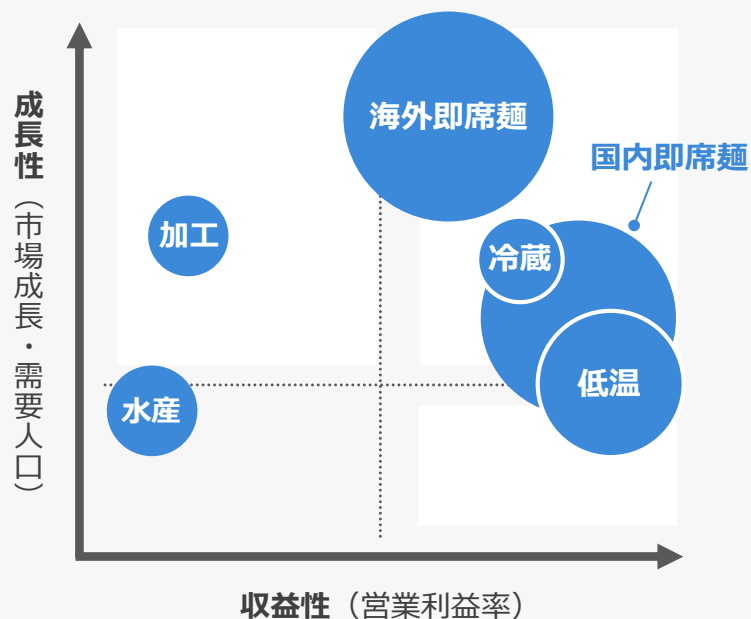 成長性（市場成長・需要人口）
海外即席麺
国内即席麺
加工
冷蔵
低温
水産
収益性（営業利益率）